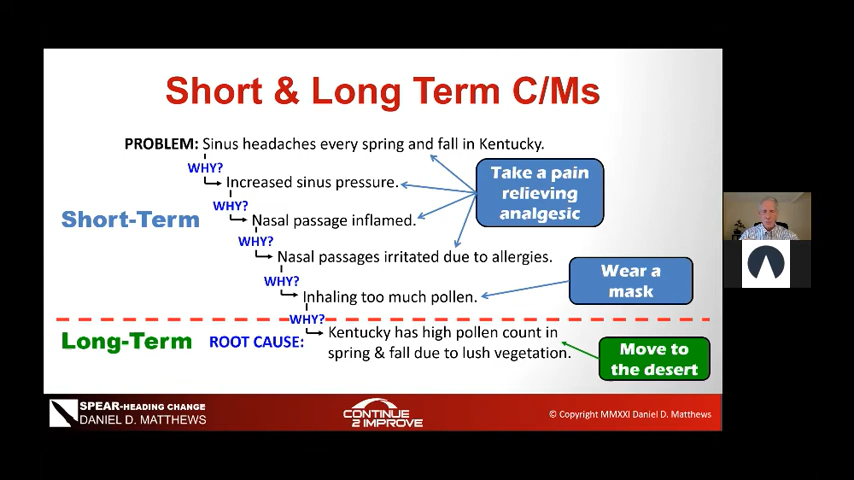 Short & Long Term C/Ms
PROBLEM: Sinus headaches every spring and fall in Kentucky.
WHY?
Increased sinus pressure.
Take a pain
relieving
analgesic
WHY?
Short-Term
Nasal passage inflamed.
WHY?
Nasal passages irritated due to allergies.
WHY?
Inhaling too much pollen.
Wear a
mask
WHY?
Long-Term
ROOT CAUSE:
Kentucky has high pollen count in
spring & fall due to lush vegetation.
Move to
the desert
SPEAR-HEADING CHANGE
DANIEL D. MATTHEWS
CONTINUE
2 IMPROVE
© Copyright MMXXI Daniel D. Matthews